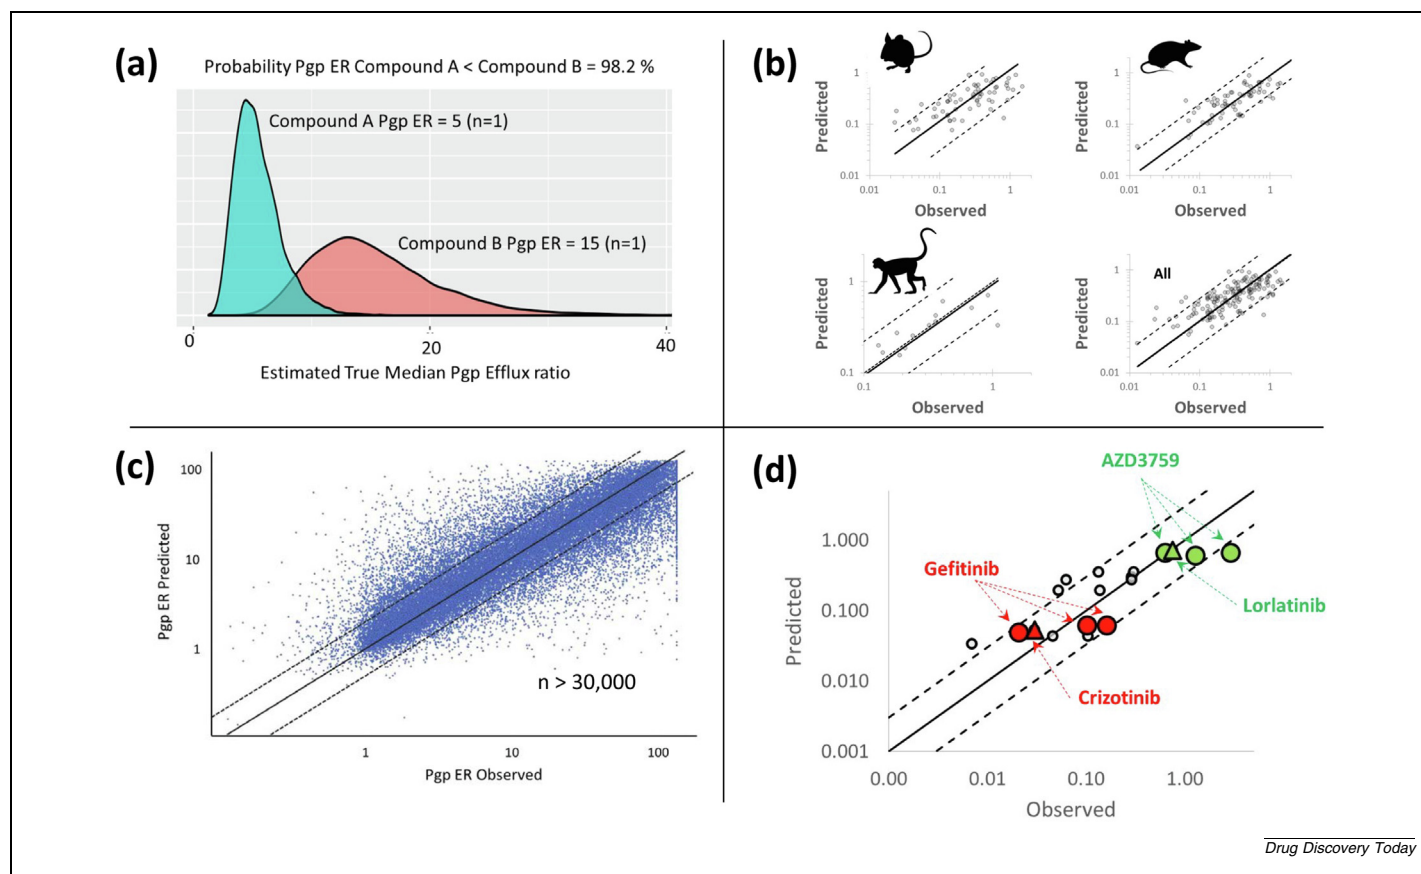 (a)
Probability Pgp ER Compound A < Compound B = 98.2 %
Compound A Pgp ER = 5 (n=1)
Compound B Pgp ER = 15 (n=1)
0
20
40
Estimated True Median Pgp Efflux ratio
(b)
Predicted
1
0.1
0.01
0.01
0.1
1
Observed
Predicted
1
0.1
0.01
0.01
0.1
1
Observed
Predicted
1
0.1
0.1
1
Observed
All
Predicted
1
0.1
0.01
0.01
0.1
1
Observed
(c)
Pgp ER Predicted
100
10
1
n > 30,000
1
10
100
Pgp ER Observed
(d)
AZD3759
Gefitinib
Lorlatinib
Crizotinib
Predicted
1.000
0.100
0.010
0.001
0.00
0.01
0.10
1.00
Observed
Drug Discovery Today